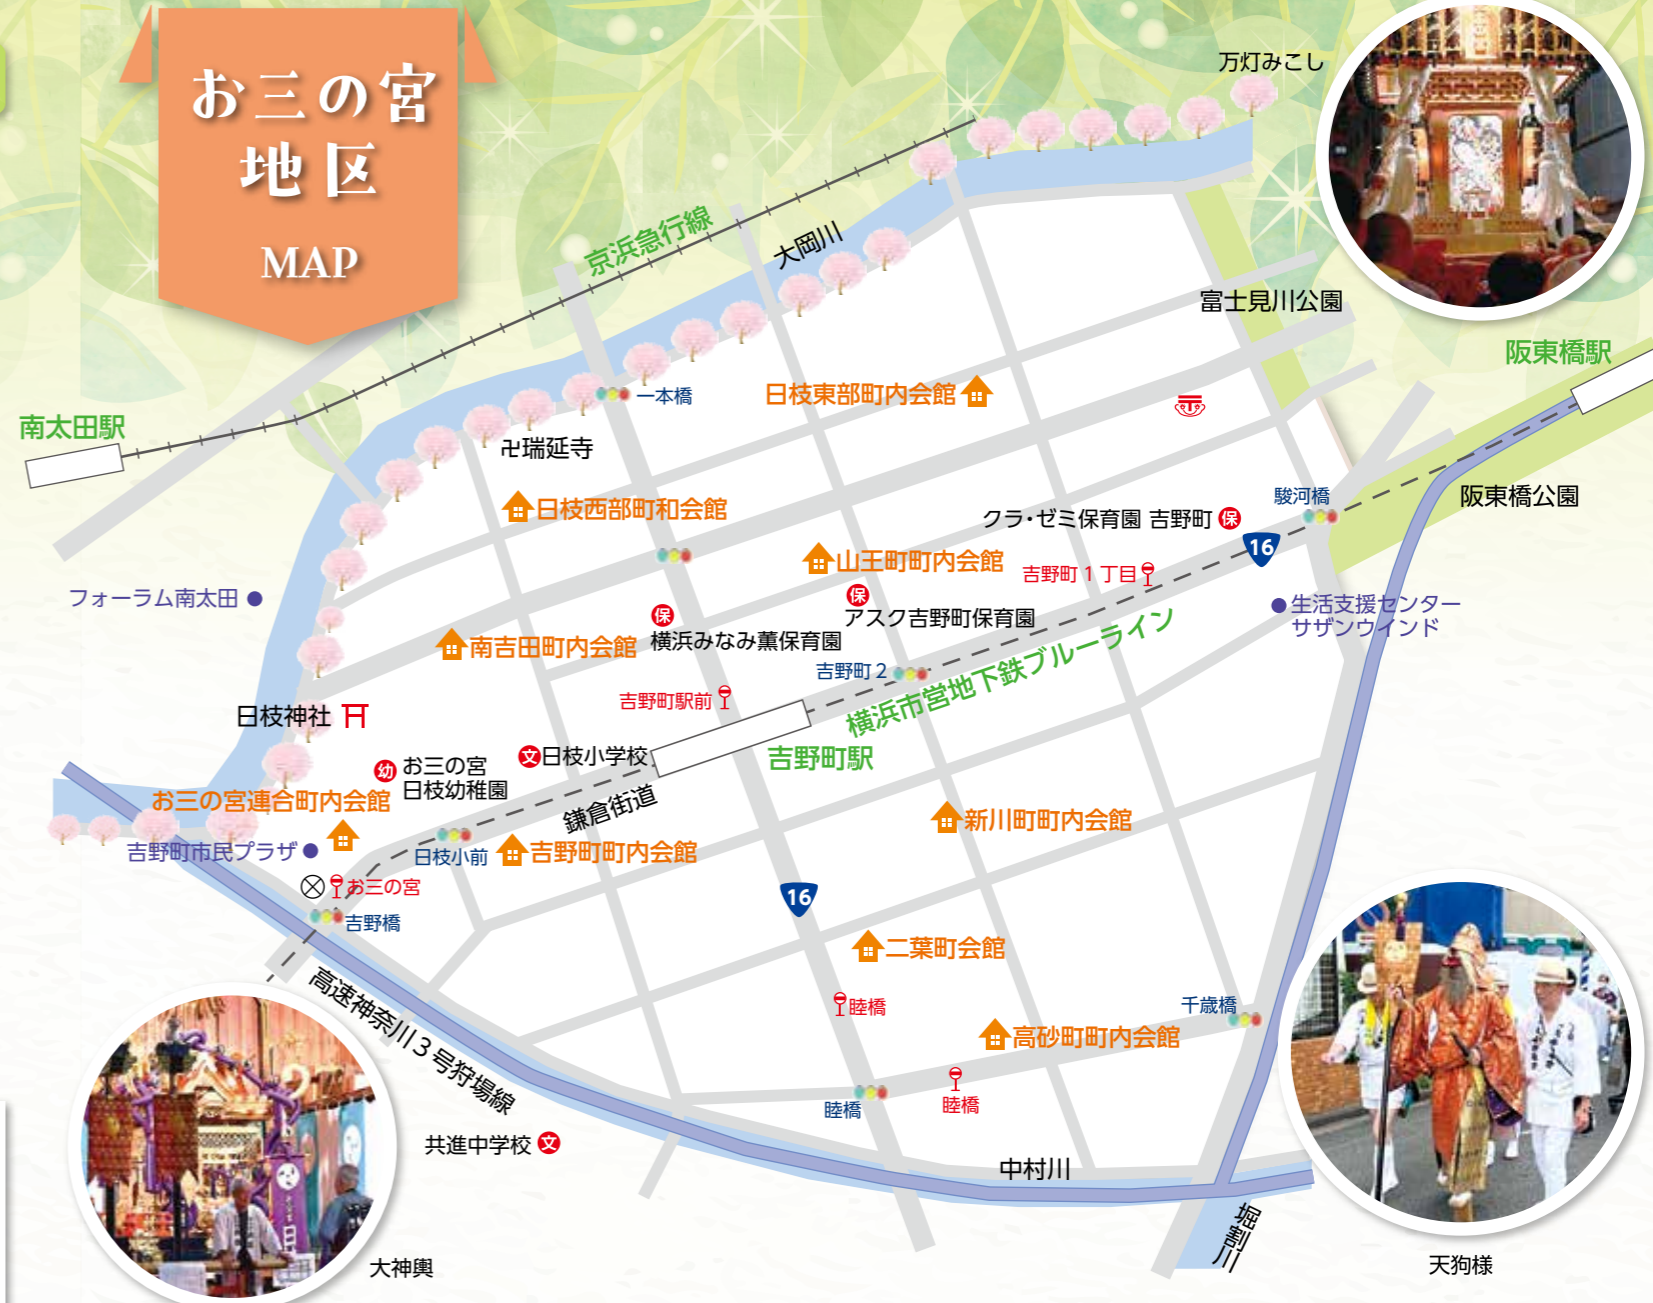 お三の宮
地区
MAP
万灯みこし
京浜急行線
大岡川
富士見川公園
阪東橋駅
南太田駅
一本橋
日枝東部町内会館
卍瑞延寺
日枝西部町和会館
駿河橋
阪東橋公園
クラ・ゼミ保育園 吉野町 保
16
山王町町内会館
吉野町1丁目
フォーラム南太田
保
アスク吉野町保育園
生活支援センター
サザンウインド
保
横浜みなみ薫保育園
南吉田町内会館
吉野町2
横浜市営地下鉄ブルーライン
吉野町駅前
日枝神社
吉野町駅
文日枝小学校
幼 お三の宮
日枝幼稚園
お三の宮連合町内会館
鎌倉街道
新川町町内会館
吉野町市民プラザ
日枝小前
吉野町町内会館
お三の宮
16
吉野橋
二葉町会館
高速神奈川3号狩場線
睦橋
千歳橋
高砂町町内会館
睦橋
睦橋
共進中学校 文
中村川
堀割川
大神輿
天狗様